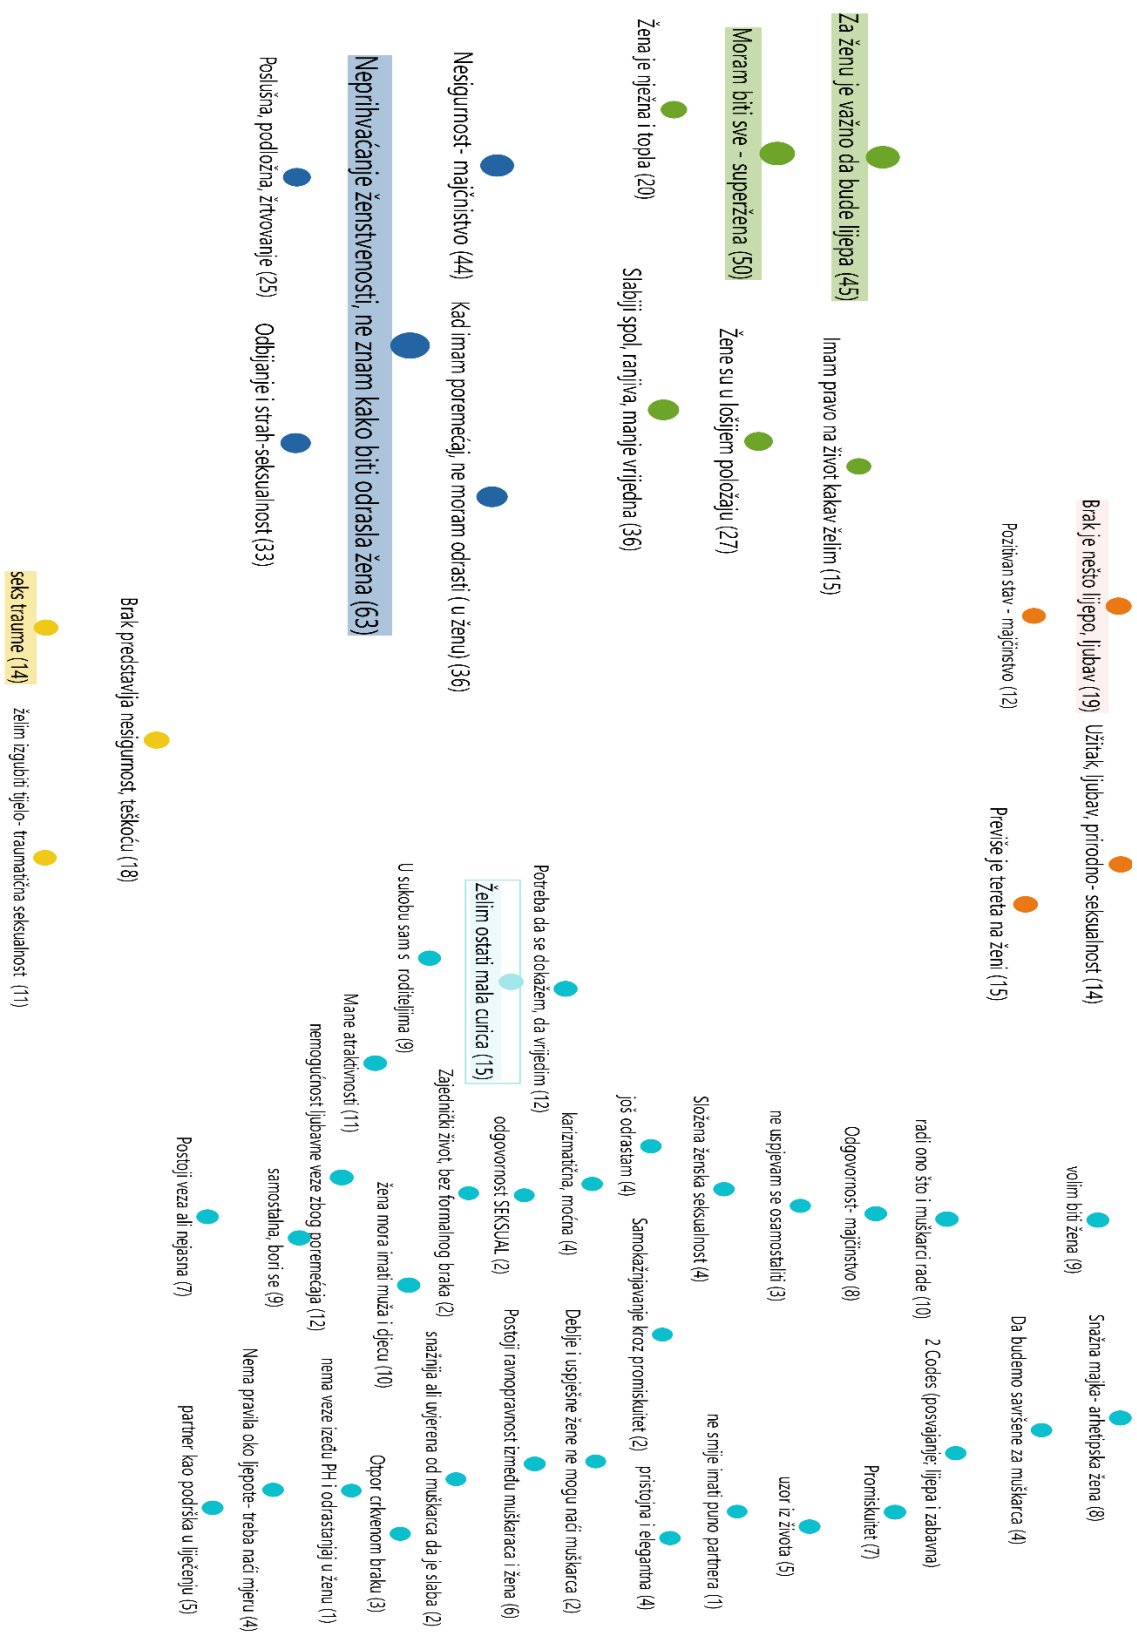 Brak je nešto lijepo, ljubav (19)
Užitak, ljubav, prirodno - seksualnost (14)
volim biti žena (9)
Snažna majka- arhetipska žena (8)
Pozitivan stav - majčinstvo (12)
Previše je tereta na ženi (15)
Da budemo savršene za muškarca (4)
radi ono što i muškarci rade (10)
2 Codes (posvajanje; lijepa i zabavna)
Za ženu je važno da bude lijepa (45)
Imam pravo na život kakav želim (15)
Odgovornost- majčinstvo (8)
Promiskuitet (7)
Moram biti sve - superžena (50)
Žene su u lošijem položaju (27)
ne uspjevam se osamostaliti (3)
uzor iz života (5)
Složena ženska seksualnost (4)
ne smije imati puno partnera (1)
Žena je nježna i topla (20)
Slabiji spol, ranjiva, manje vrijedna (36)
još odrastam (4)
Samokažnjavanje kroz promiskuitet (2)
pristojna i elegantna (4)
Potreba da se dokažem, da vrijedim (12)
karizmatična, moćna (4)
Deblje i uspješne žene ne mogu naći muškarca (2)
Nesigurnost- majčnistvo (44)
Kad imam poremećaj, ne moram odrasti ( u ženu) (36)
Želim ostati mala curica (15)
odgovornost SEKSUAL (2)
Postoji ravnopravnost između muškaraca i žena (6)
Zajednički život, bez formalnog braka (2)
snažnija ali uvjerena od muškarca da je slaba (2)
Neprihvaćanje ženstvenosti, ne znam kako biti odrasla žena (63)
U sukobu sam s roditeljima (9)
žena mora imati muža i djecu (10)
Otpor crkvenom braku (3)
Mane atraktivnosti (11)
nemogućnost ljubavne veze zbog poremećaja (12)
nema veze izeđu PH i odrastanjaj u ženu (1)
Poslušna, podložna, žrtvovanje (25)
Odbijanje i strah-seksualnost (33)
samostalna, bori se (9)
Nema pravila oko ljepote- treba naći mjeru (4)
Postoji veza ali nejasna (7)
partner kao podrška u liječenju (5)
Brak predstavlja nesigurnost, teškoću (18)
seks traume (14)
želim izgubiti tijelo- traumatična seksualnost (11)